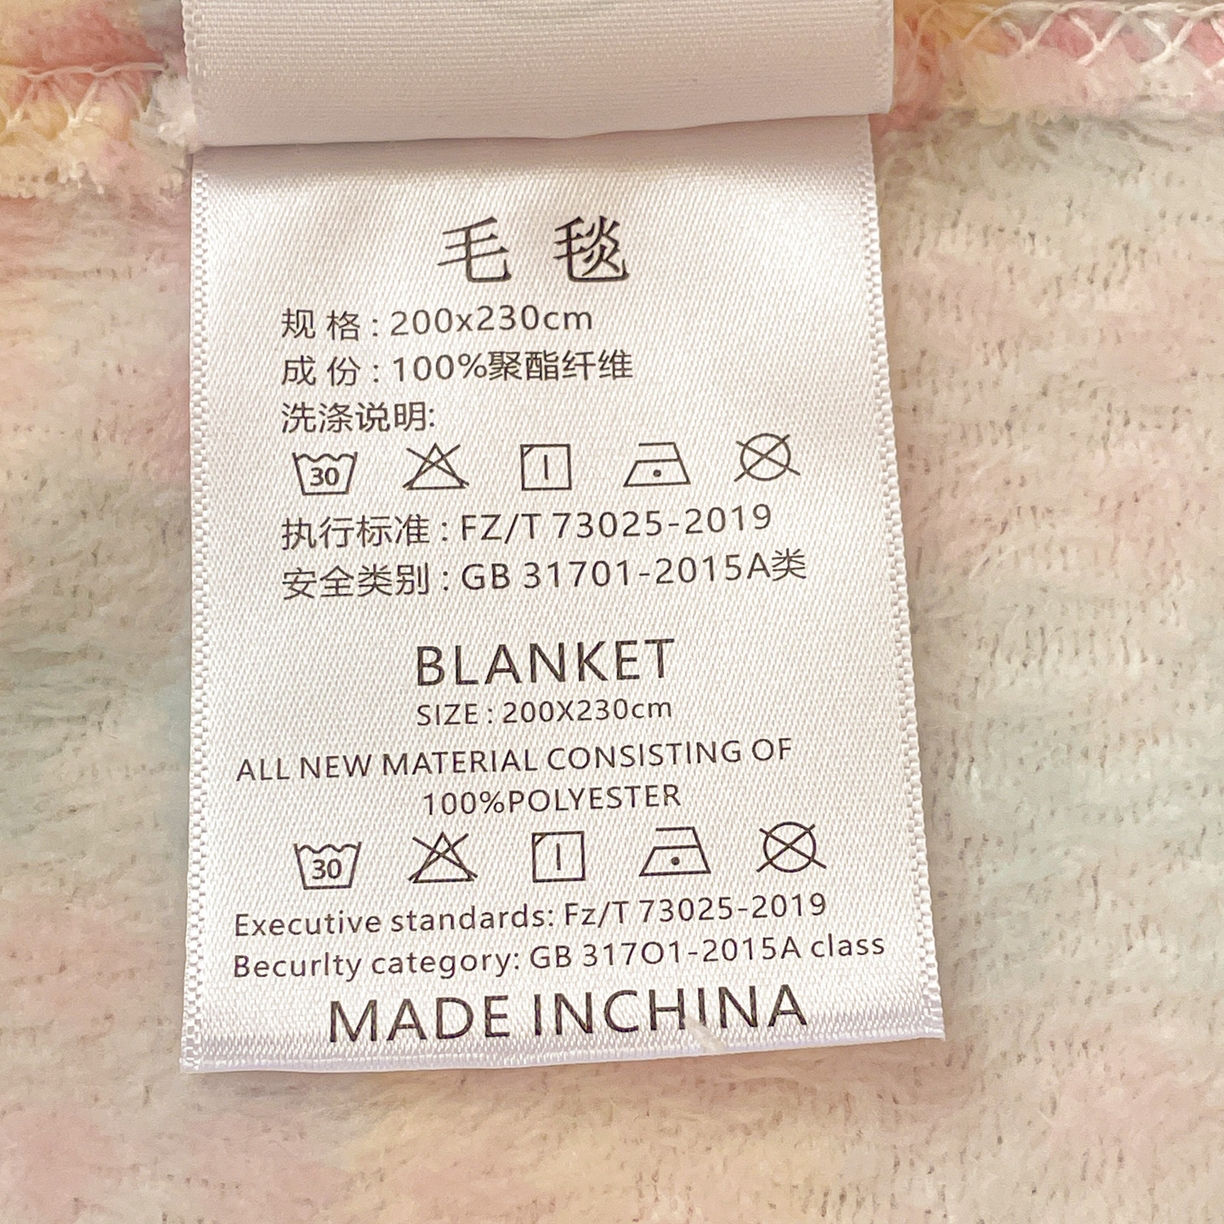 毛 毯
规 格 : 200x230cm
成 份 : 100%聚酯纤维
洗涤说明:
30
执行标准 : FZ/T 73025-2019
安全类别 : GB 31701-2015A类
BLANKET
SIZE : 200X230cm
ALL NEW MATERIAL CONSISTING OF
100%POLYESTER
30
Executive standards: Fz/T 73025-2019
Becurlty category: GB 317O1-2015A class
MADE INCHINA